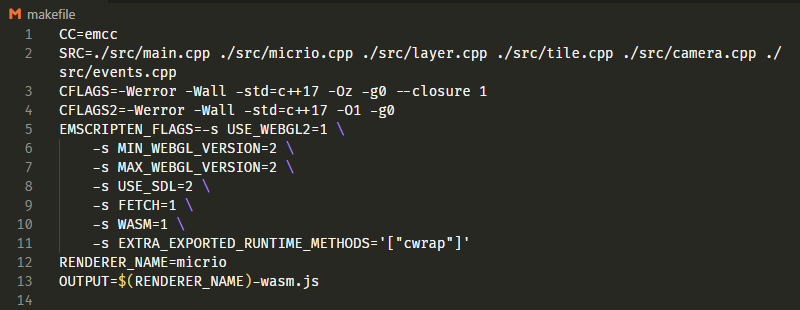 M makefile
1 CC=emcc
2 SRC=./src/main.cpp ./src/micrio.cpp ./src/layer.cpp ./src/tile.cpp ./src/camera.cpp ./
src/events.cpp
3 CFLAGS=-Werror -Wall -std=c++17 -Oz -g0 --closure 1
4 CFLAGS2=-Werror -Wall -std=c++17 -O1 -g0
5 EMSCRIPTEN_FLAGS=-s USE_WEBGL2=1 \
6 -s MIN_WEBGL_VERSION=2 \
7 -s MAX_WEBGL_VERSION=2 \
8 -s USE_SDL=2 \
9 -s FETCH=1 \
10 -s WASM=1 \
11 -s EXTRA_EXPORTED_RUNTIME_METHODS='["cwrap"]'
12 RENDERER_NAME=micrio
13 OUTPUT=$(RENDERER_NAME)-wasm.js
14